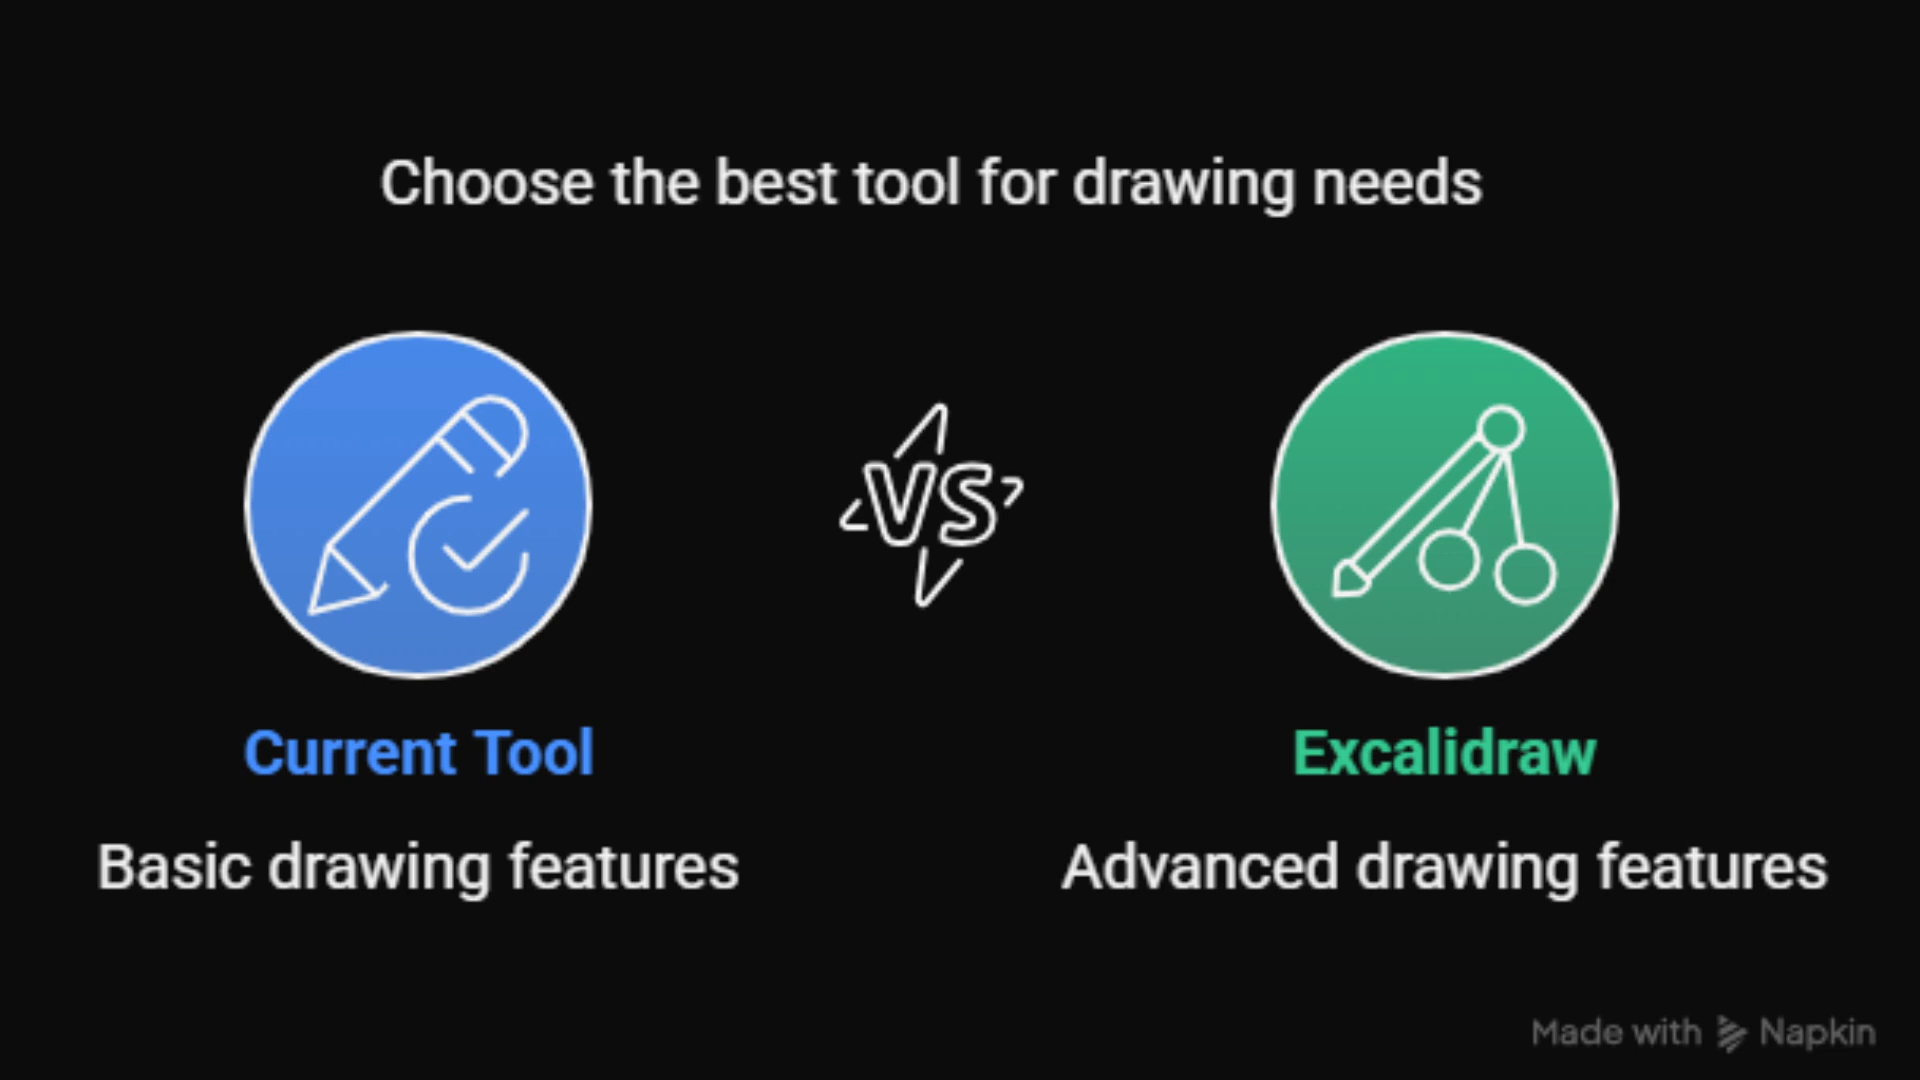 Choose the best tool for drawing needs
VS
Current Tool
Excalidraw
Basic drawing features
Advanced drawing features
Made with Napkin